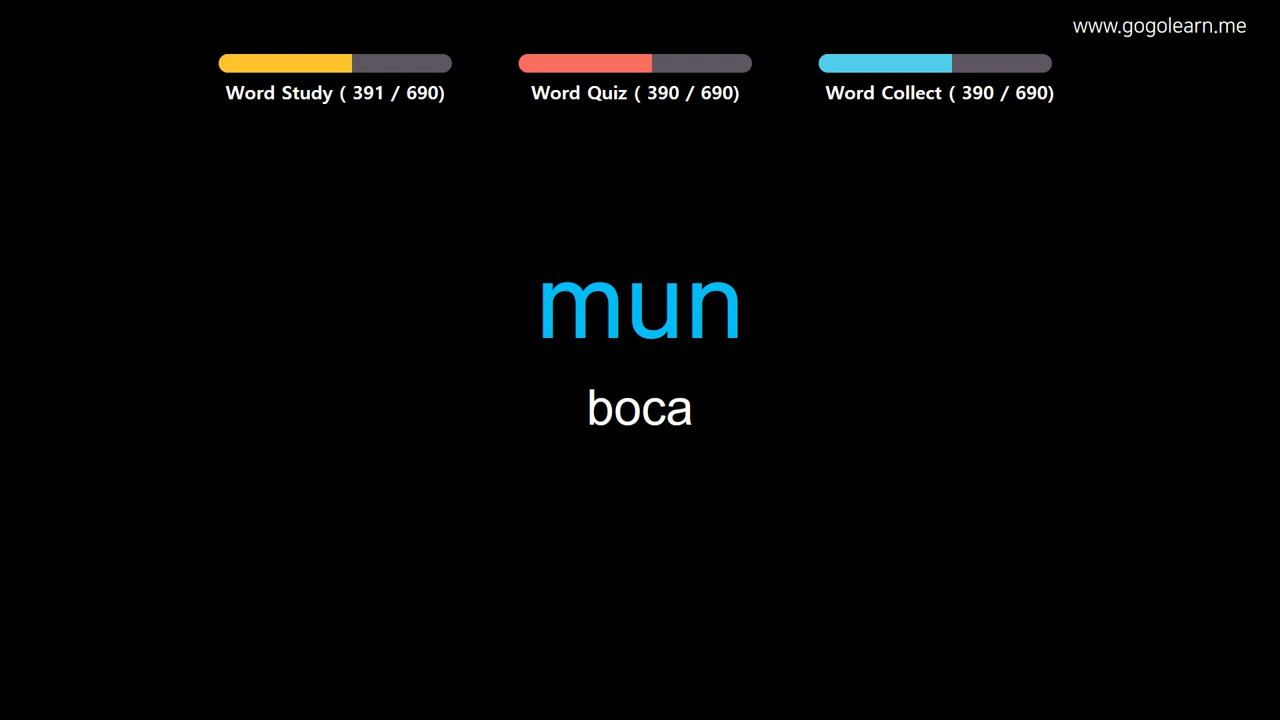 www.gogolearn.me
Word Study ( 391 / 690)
Word Quiz ( 390 / 690)
Word Collect ( 390 / 690)
mun
boca